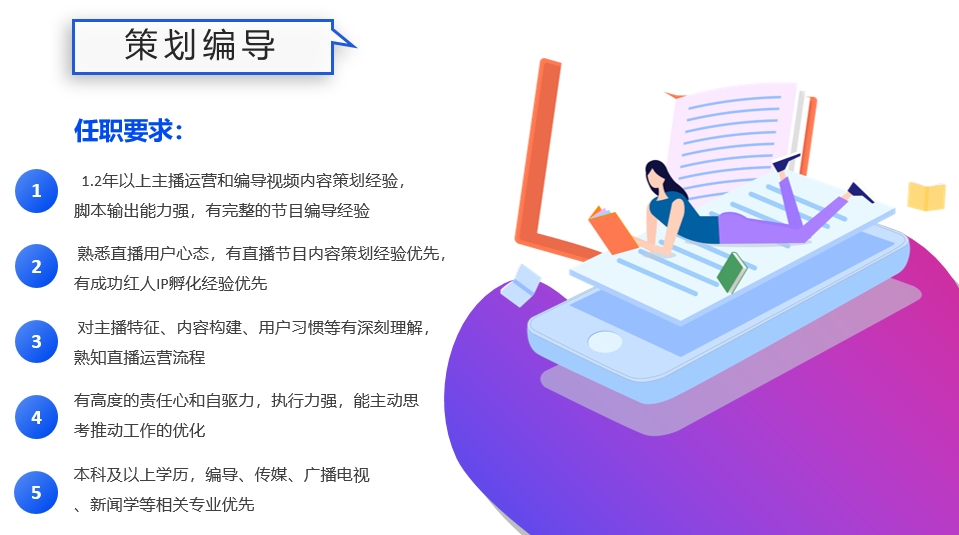 策划编导
任职要求：
1
1.2年以上主播运营和编导视频内容策划经验，
脚本输出能力强，有完整的节目编导经验
2
熟悉直播用户心态，有直播节目内容策划经验优先，
有成功红人IP孵化经验优先
3
对主播特征、内容构建、用户习惯等有深刻理解，
熟知直播运营流程
4
有高度的责任心和自驱力，执行力强，能主动思
考推动工作的优化
5
本科及以上学历，编导、传媒、广播电视
、新闻学等相关专业优先